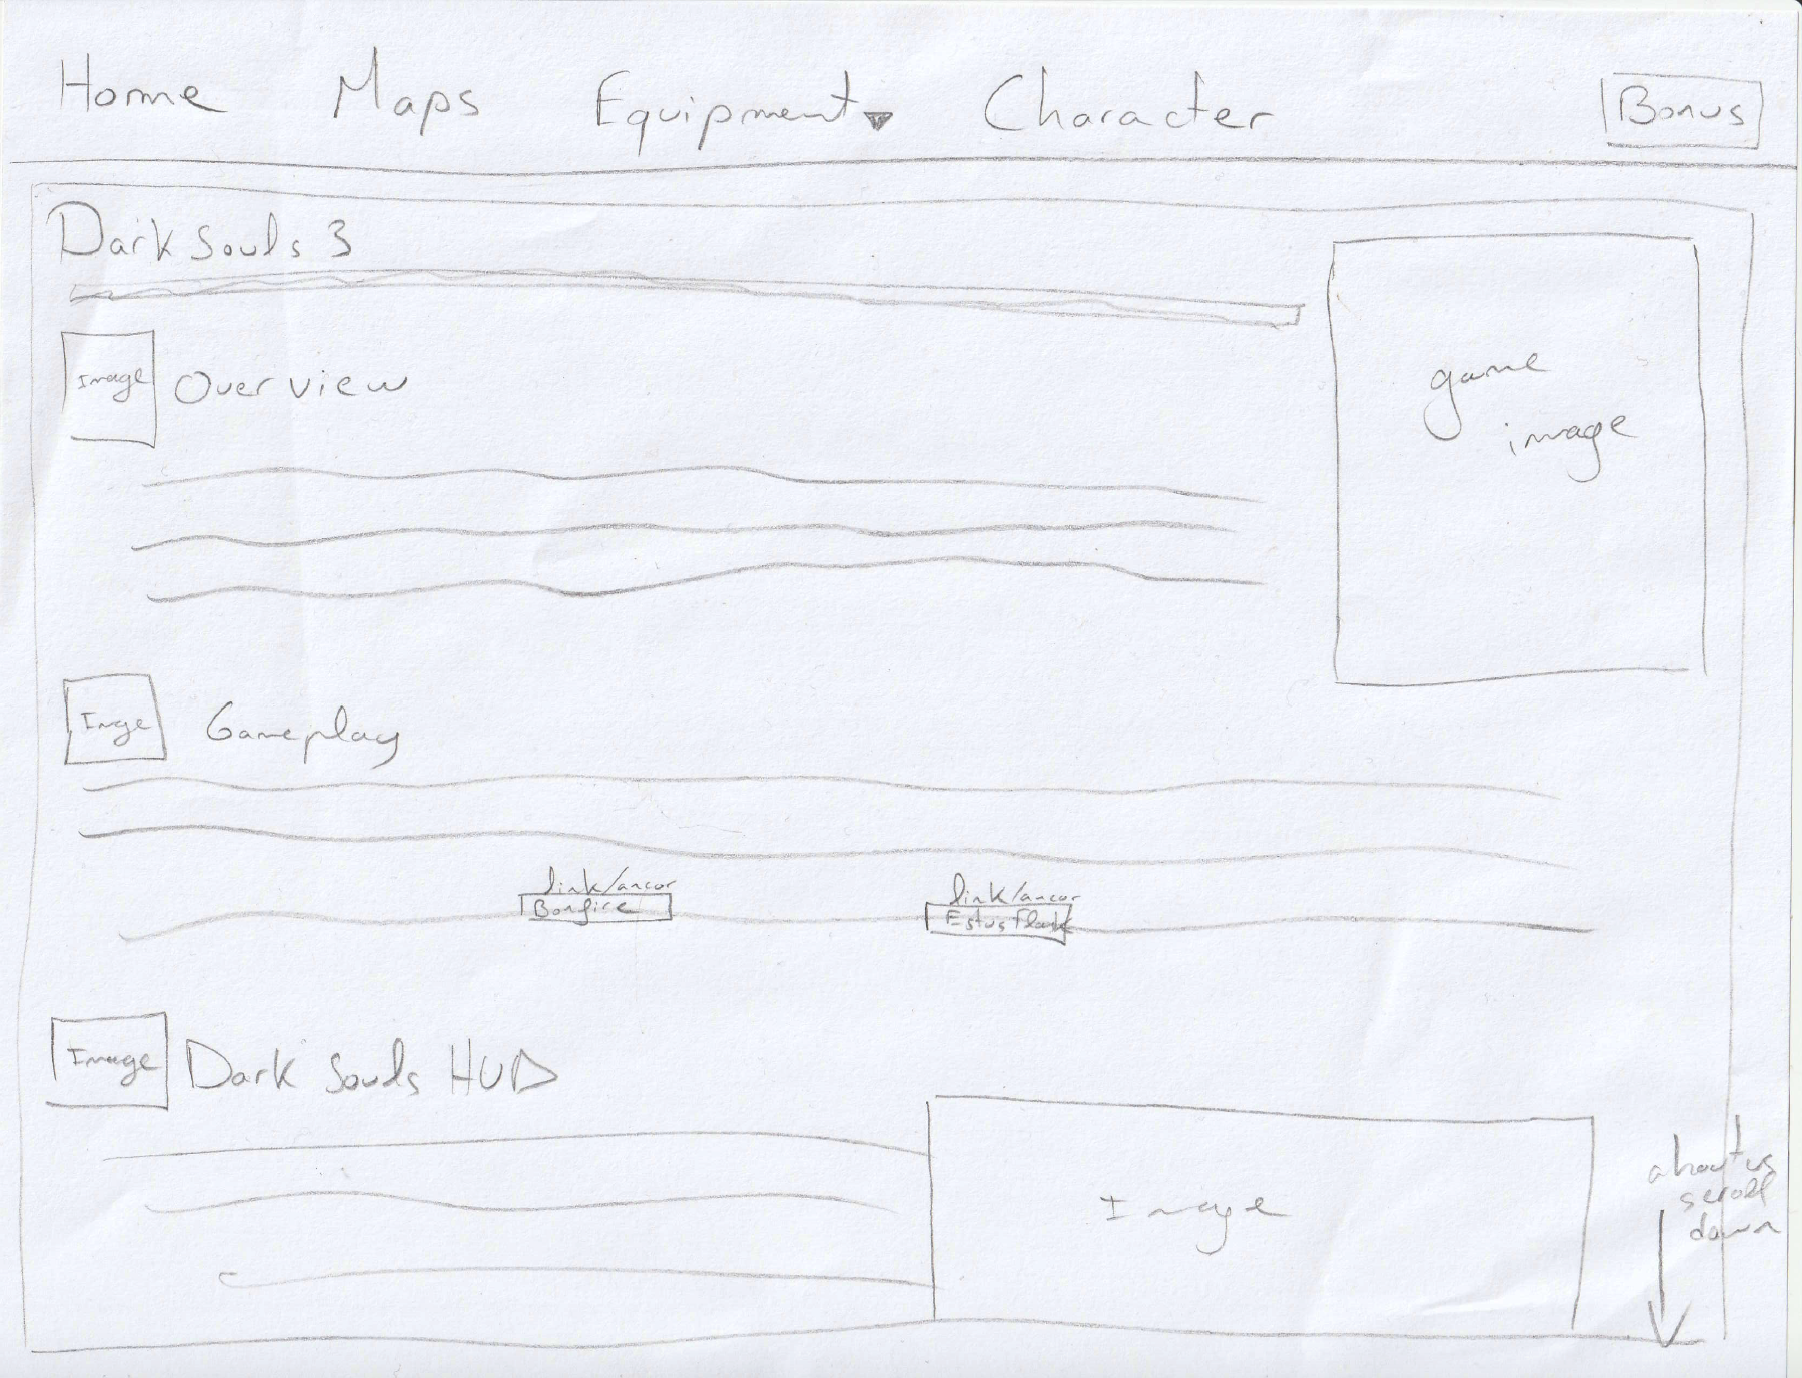 Home Maps Equipment Character Bonus
Dark Souls 3
game
image
Image Overview
Imge Gameplay
link/ancor link/ancor
Bonfire Estus flask
Image Dark Souls HUD
Image
about us
scroll
down